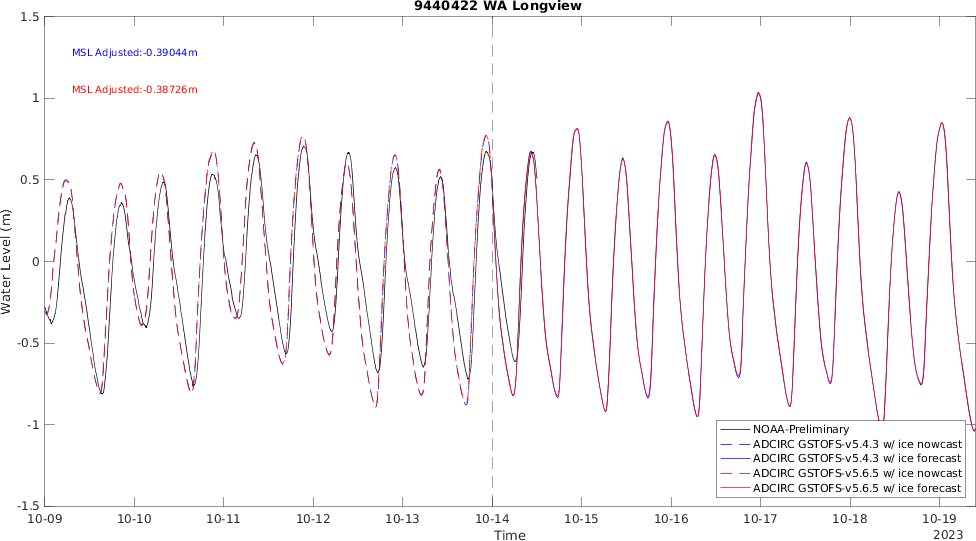 9440422 WA Longview
MSL Adjusted:-0.39044m
MSL Adjusted:-0.38726m
Water Level (m)
1.5
1
0.5
0
-0.5
-1
-1.5
10-09 10-10 10-11 10-12 10-13 10-14 10-15 10-16 10-17 10-18 10-19
2023
Time
NOAA-Preliminary
ADCIRC GSTOFS-v5.4.3 w/ ice nowcast
ADCIRC GSTOFS-v5.4.3 w/ ice forecast
ADCIRC GSTOFS-v5.6.5 w/ ice nowcast
ADCIRC GSTOFS-v5.6.5 w/ ice forecast